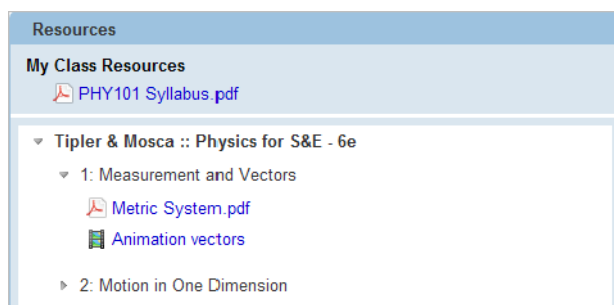 Resources
My Class Resources
PHY101 Syllabus.pdf
Tipler & Mosca :: Physics for S&E - 6e
1: Measurement and Vectors
Metric System.pdf
Animation vectors
2: Motion in One Dimension